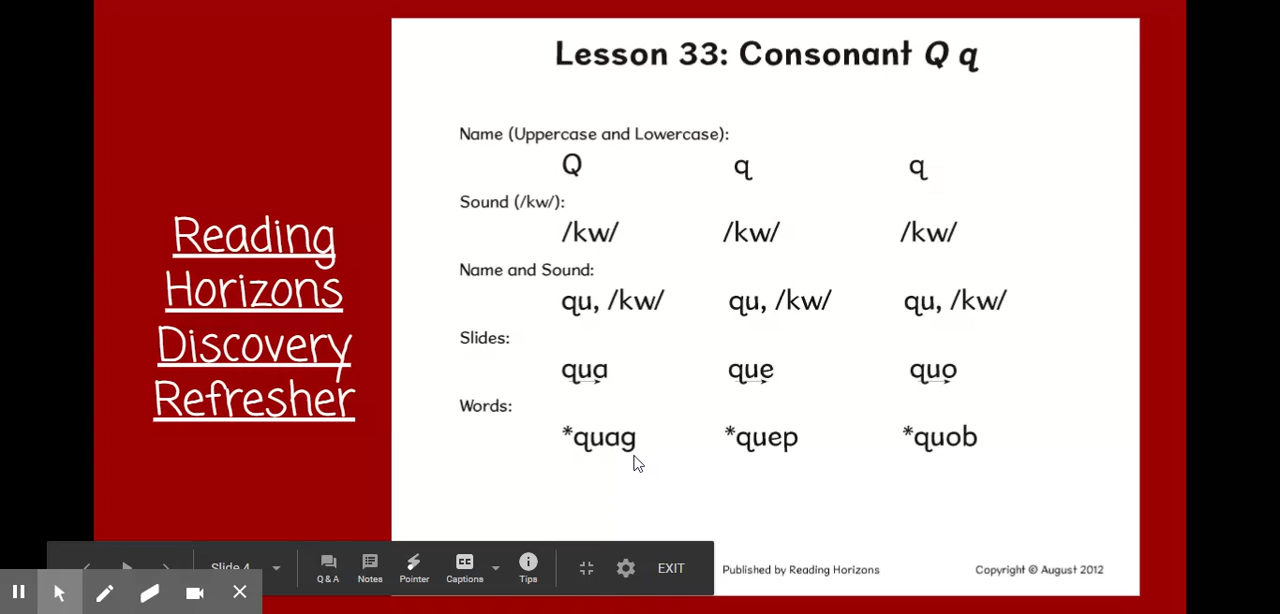 Reading
Horizons
Discovery
Refresher
Lesson 33: Consonant Q q
Name (Uppercase and Lowercase):
Q q q
Sound (/kw/):
/kw/ /kw/ /kw/
Name and Sound:
qu, /kw/ qu, /kw/ qu, /kw/
Slides:
qua que quo
Words:
*quag *quep *quob
Published by Reading Horizons Copyright © August 2012
Slide 4
Q & A Notes Pointer Captions Tips EXIT